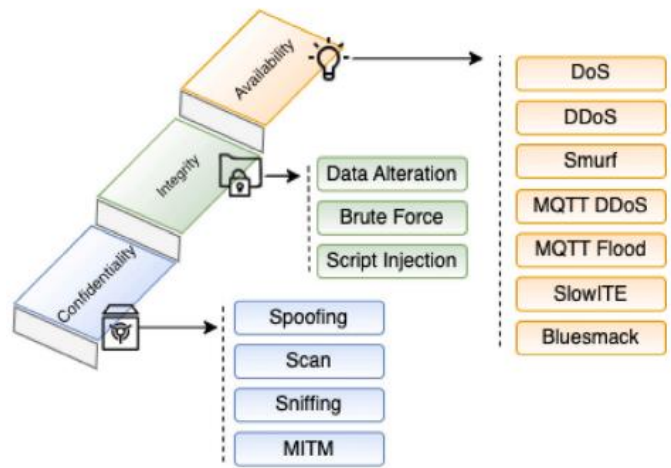 Availability
DoS
DDoS
Smurf
MQTT DDoS
MQTT Flood
SlowITE
Bluesmack
Integrity
Data Alteration
Brute Force
Script Injection
Confidentiality
Spoofing
Scan
Sniffing
MITM